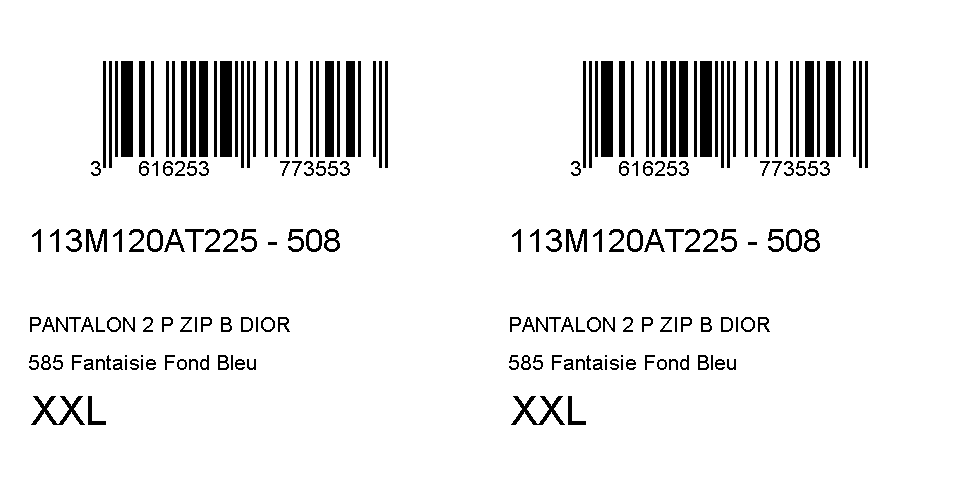 3 616253 773553
113M120AT225 - 508
PANTALON 2 P ZIP B DIOR
585 Fantaisie Fond Bleu
XXL
3 616253 773553
113M120AT225 - 508
PANTALON 2 P ZIP B DIOR
585 Fantaisie Fond Bleu
XXL